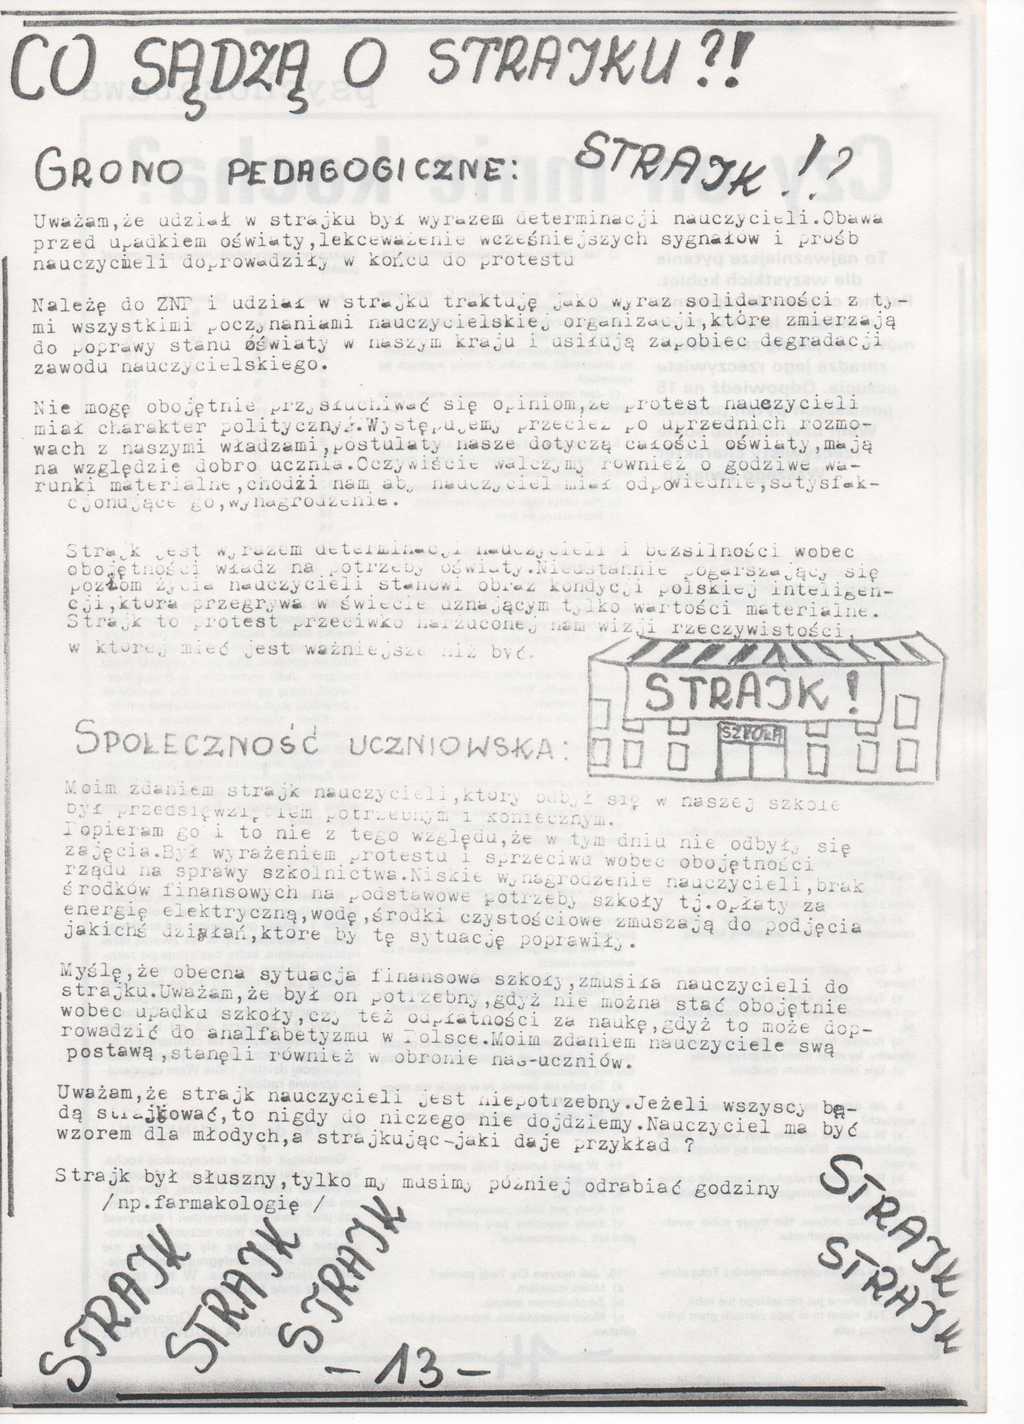 CO SĄDZĄ O STRAJKU?!
GRONO PEDAGOGICZNE: STRAJK!?
Uważam,że udział w strajku był wyrazem determinacji nauczycieli.Obawa
przed upadkiem oświaty,lekceważenie wcześniejszych sygnałów i próśb
nauczycieli doprowadziły w końcu do protestu
Należę do ZNP i udział w strajku traktuję jako wyraz solidarności z ty-
mi wszystkimi poczynaniami nauczycielskiej organizacji,które zmierzają
do poprawy stanu oświaty w naszym kraju i usiłują zapobiec degradacji
zawodu nauczycielskiego.
Nie mogę obojętnie przysłuchiwać się opiniom,że protest nauczycieli
miał charakter polityczny.Występujemy przecież po uprzednich rozmo-
wach z naszymi władzami,postulaty nasze dotyczą całości oświaty,mają
na względzie dobro ucznia.Oczywiście walczymy również o godziwe wa-
runki materialne,chodzi nam aby nauczyciel miał odpowiednie,satysfak-
cjonujące go,wynagrodzenie.
Strajk jest wyrazem determinacji nauczycieli i bezsilności wobec
obojętności władz na potrzeby oświaty.Nieustannie pogarszający się
poziom życia nauczycieli stanowi obraz kondycji polskiej inteligen-
cji,która przegrywa w świecie uznającym tylko wartości materialne.
Strajk to protest przeciwko narzuconej nam wizji rzeczywistości,
w której mieć jest ważniejsze niż być.
STRAJK!
SZKOŁA
SPOŁECZNOŚĆ UCZNIOWSKA:
Moim zdaniem strajk nauczycieli,który odbył się w naszej szkole
był przedsięwzięciem potrzebnym i koniecznym.
Popieram go i to nie z tego względu,że w tym dniu nie odbyły się
zajęcia.Był wyrażeniem protestu i sprzeciwu wobec obojętności
rządu na sprawy szkolnictwa.Niskie wynagrodzenie nauczycieli,brak
środków finansowych na podstawowe potrzeby szkoły tj.opłaty za
energię elektryczną,wodę,środki czystościowe zmuszają do podjęcia
jakichś działań,które by tę sytuację poprawiły.
Myślę,że obecna sytuacja finansowa szkoły,zmusiła nauczycieli do
strajku.Uważam,że był on potrzebny,gdyż nie można stać obojętnie
wobec upadku szkoły,czy też odpłatności za naukę,gdyż to może dop-
rowadzić do analfabetyzmu w Polsce.Moim zdaniem nauczyciele swą
postawą,stanęli również w obronie nas-uczniów.
Uważam,że strajk nauczycieli jest niepotrzebny.Jeżeli wszyscy bę-
dą strajkować,to nigdy do niczego nie dojdziemy.Nauczyciel ma być
wzorem dla młodych,a strajkując-jaki daje przykład ?
Strajk był słuszny,tylko my musimy później odrabiać godziny
/np.farmakologię /
STRAJK
STRAJK
STRAJK
STRAJK
STRAJK
- 13 -